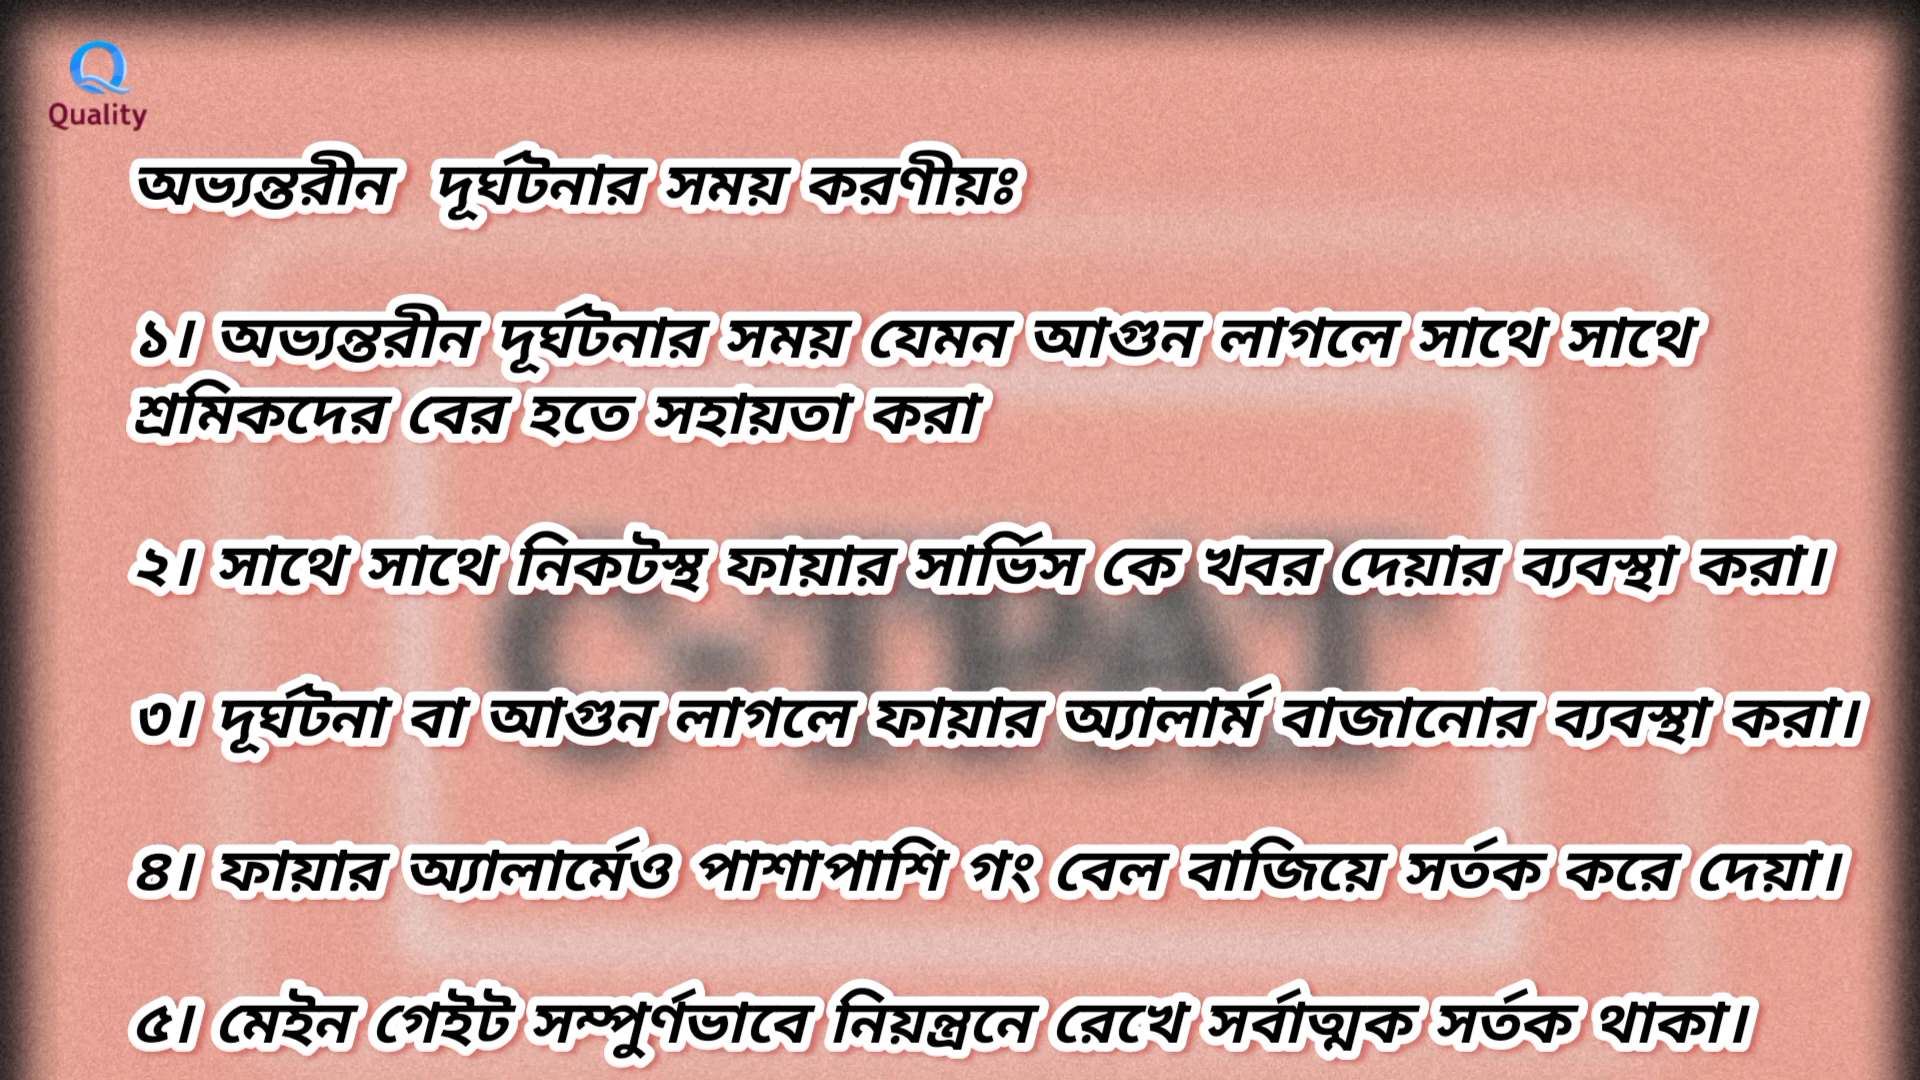 Quality
অভ্যন্তরীন দূর্ঘটনার সময় করণীয়ঃ
১। অভ্যন্তরীন দূর্ঘটনার সময় যেমন আগুন লাগলে সাথে সাথে
শ্রমিকদের বের হতে সহায়তা করা
২। সাথে সাথে নিকটস্থ ফায়ার সার্ভিস কে খবর দেয়ার ব্যবস্থা করা।
C-TPAT
৩। দূর্ঘটনা বা আগুন লাগলে ফায়ার অ্যালার্ম বাজানোর ব্যবস্থা করা।
৪। ফায়ার অ্যালার্মেও পাশাপাশি গং বেল বাজিয়ে সর্তক করে দেয়া।
৫। মেইন গেইট সম্পুর্ণভাবে নিয়ন্ত্রনে রেখে সর্বাত্মক সর্তক থাকা।